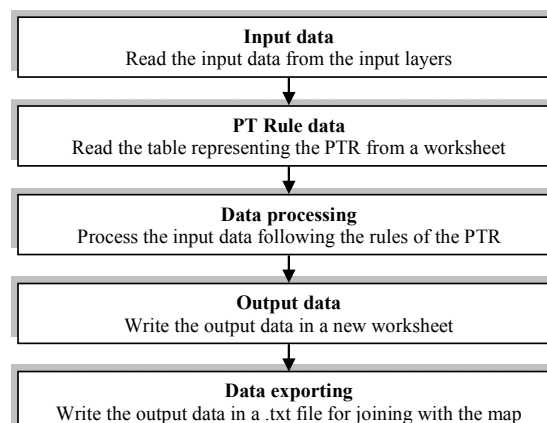 Input data
Read the input data from the input layers
PT Rule data
Read the table representing the PTR from a worksheet
Data processing
Process the input data following the rules of the PTR
Output data
Write the output data in a new worksheet
Data exporting
Write the output data in a .txt file for joining with the map